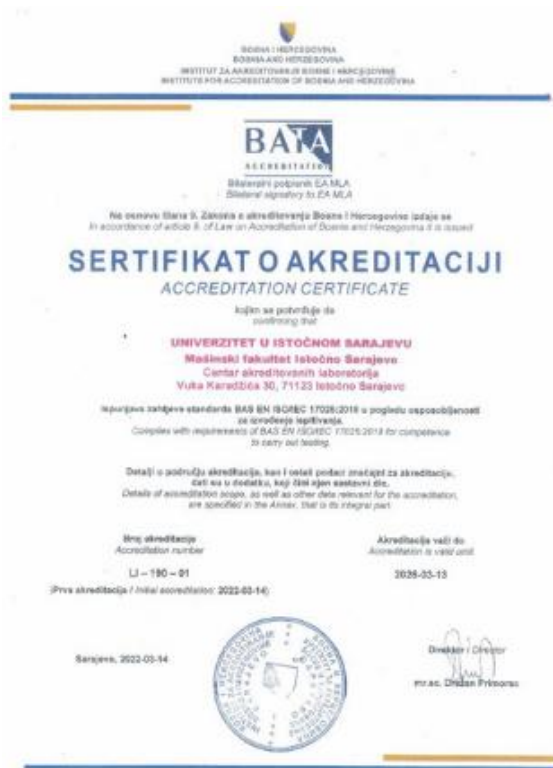 BOSNA I HERCEGOVINA
BOSNIA AND HERZEGOVINA
INSTITUT ZA AKREDITOVANJE BOSNE I HERCEGOVINE
INSTITUTE FOR ACCREDITATION OF BOSNIA AND HERZEGOVINA
BATA
ACCREDITATION
Bilateralni potpisnik EA MLA
Bilateral signatory to EA MLA
Na osnovu člana 9. Zakona o akreditovanju Bosne i Hercegovine izdaje se
In accordance of article 9. of Law on Accreditation of Bosnia and Herzegovina it is issued
SERTIFIKAT O AKREDITACIJI
ACCREDITATION CERTIFICATE
kojim se potvrđuje da
confirming that
UNIVERZITET U ISTOČNOM SARAJEVU
Mašinski fakultet Istočno Sarajevo
Centar akreditovanih laboratorija
Vuka Karadžića 30, 71123 Istočno Sarajevo
ispunjava zahtjeve standarda BAS EN ISO/IEC 17025:2018 u pogledu osposobljenosti
za izvođenje ispitivanja.
Complies with requirements of BAS EN ISO/IEC 17025:2018 for competence
to carry out testing.
Detalji o području akreditacije, kao i ostali podaci značajni za akreditaciju,
dati su u dodatku, koji čini njen sastavni dio.
Details of accreditation scope, as well as other data relevant for the accreditation,
are specified in the Annex, that is its integral part.
Broj akreditacije
Accreditation number
LI – 190 – 01
(Prva akreditacija / Initial accreditation: 2022-03-14)
Akreditacija važi do
Accreditation is valid until
2026-03-13
Sarajevo, 2022-03-14
Direktor / Director
mr.sc. Dražan Primorac